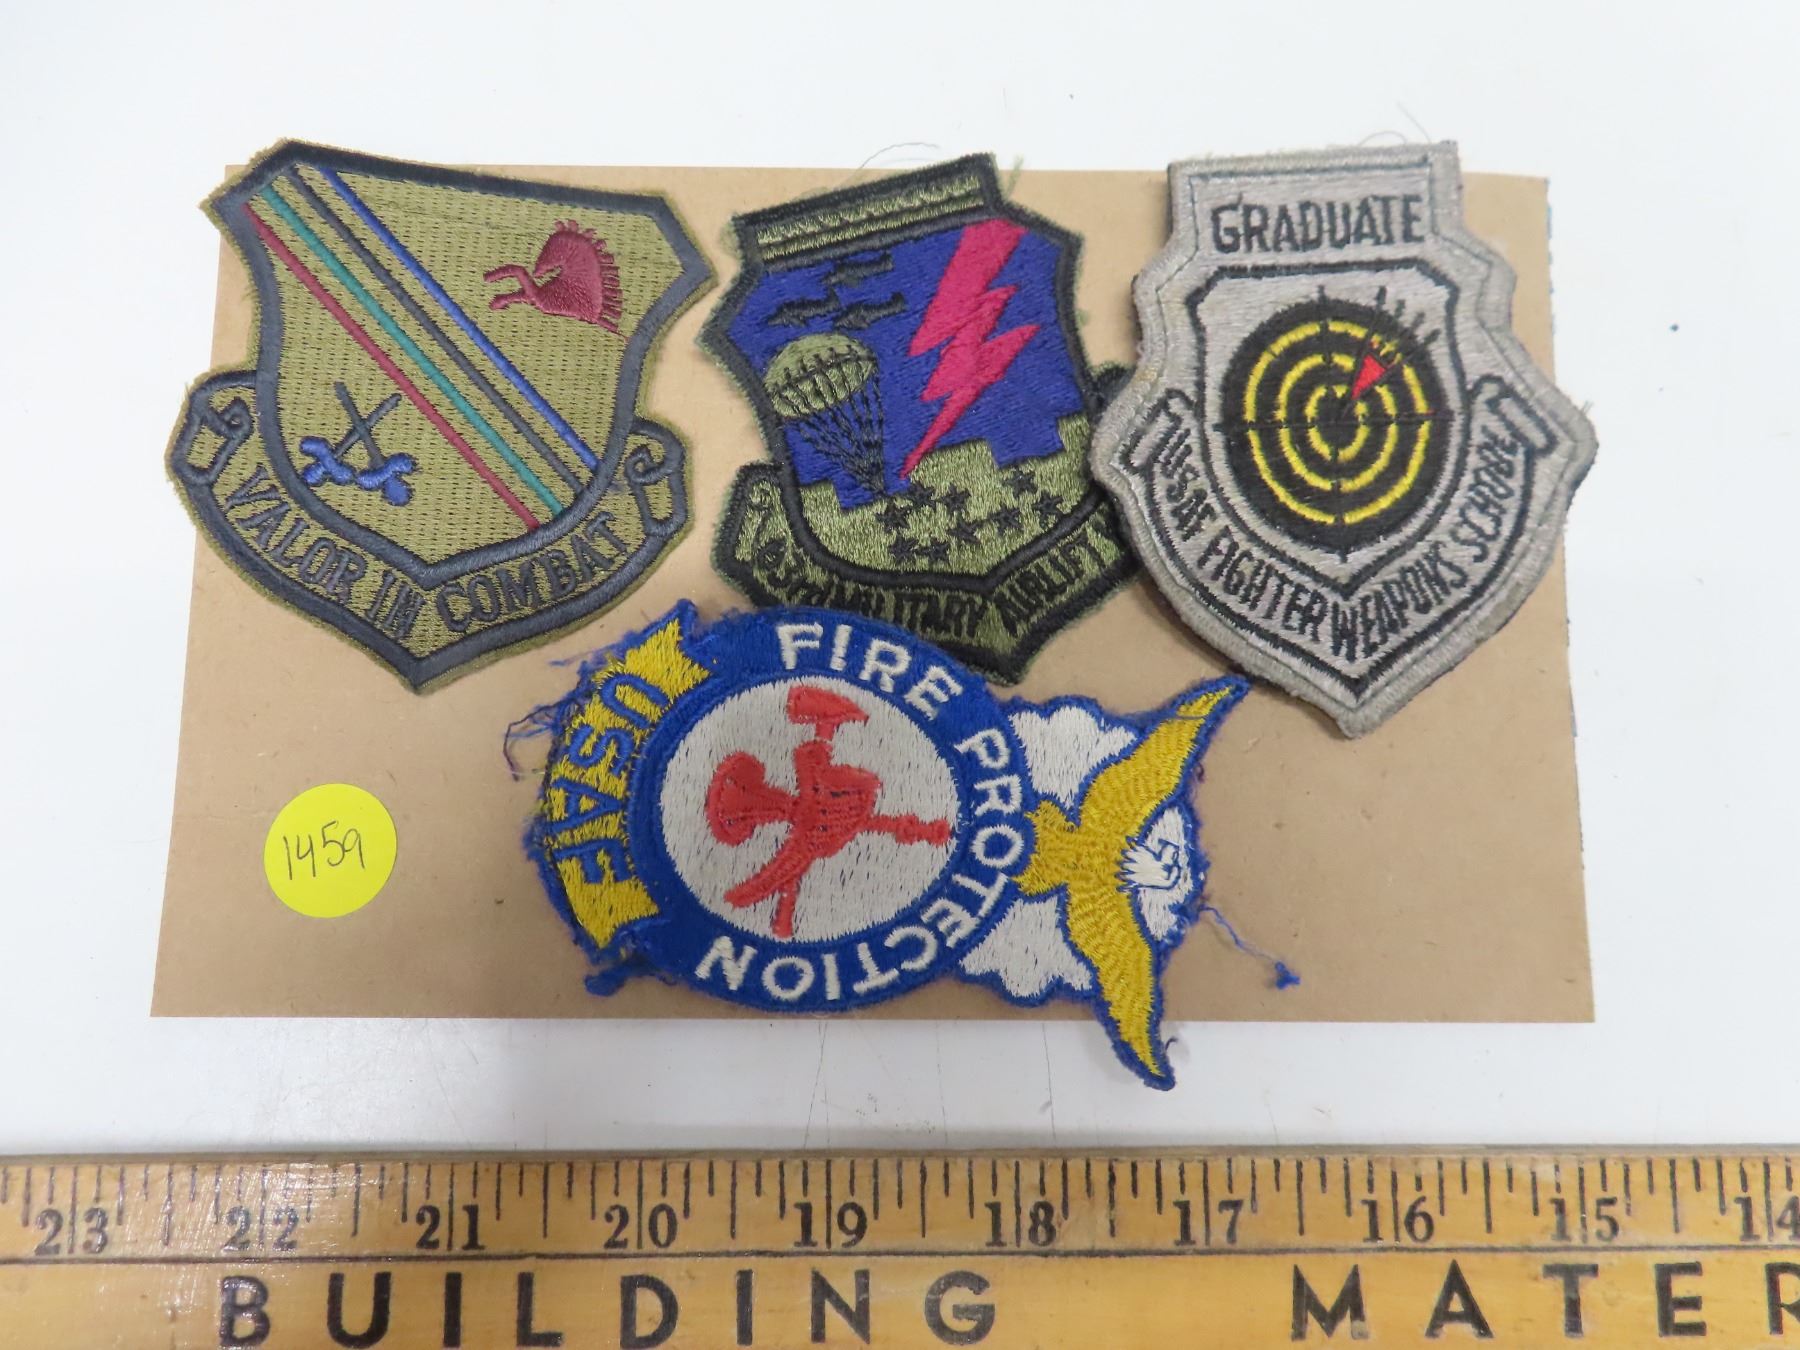 VALOR IN COMBAT
MILITARY AIRLIFT
GRADUATE
USAF FIGHTER WEAPONS SCHOOL
USAF
FIRE PROTECTION
1459
23 22 21 20 19 18 17 16 15 14
BUILDING MATER